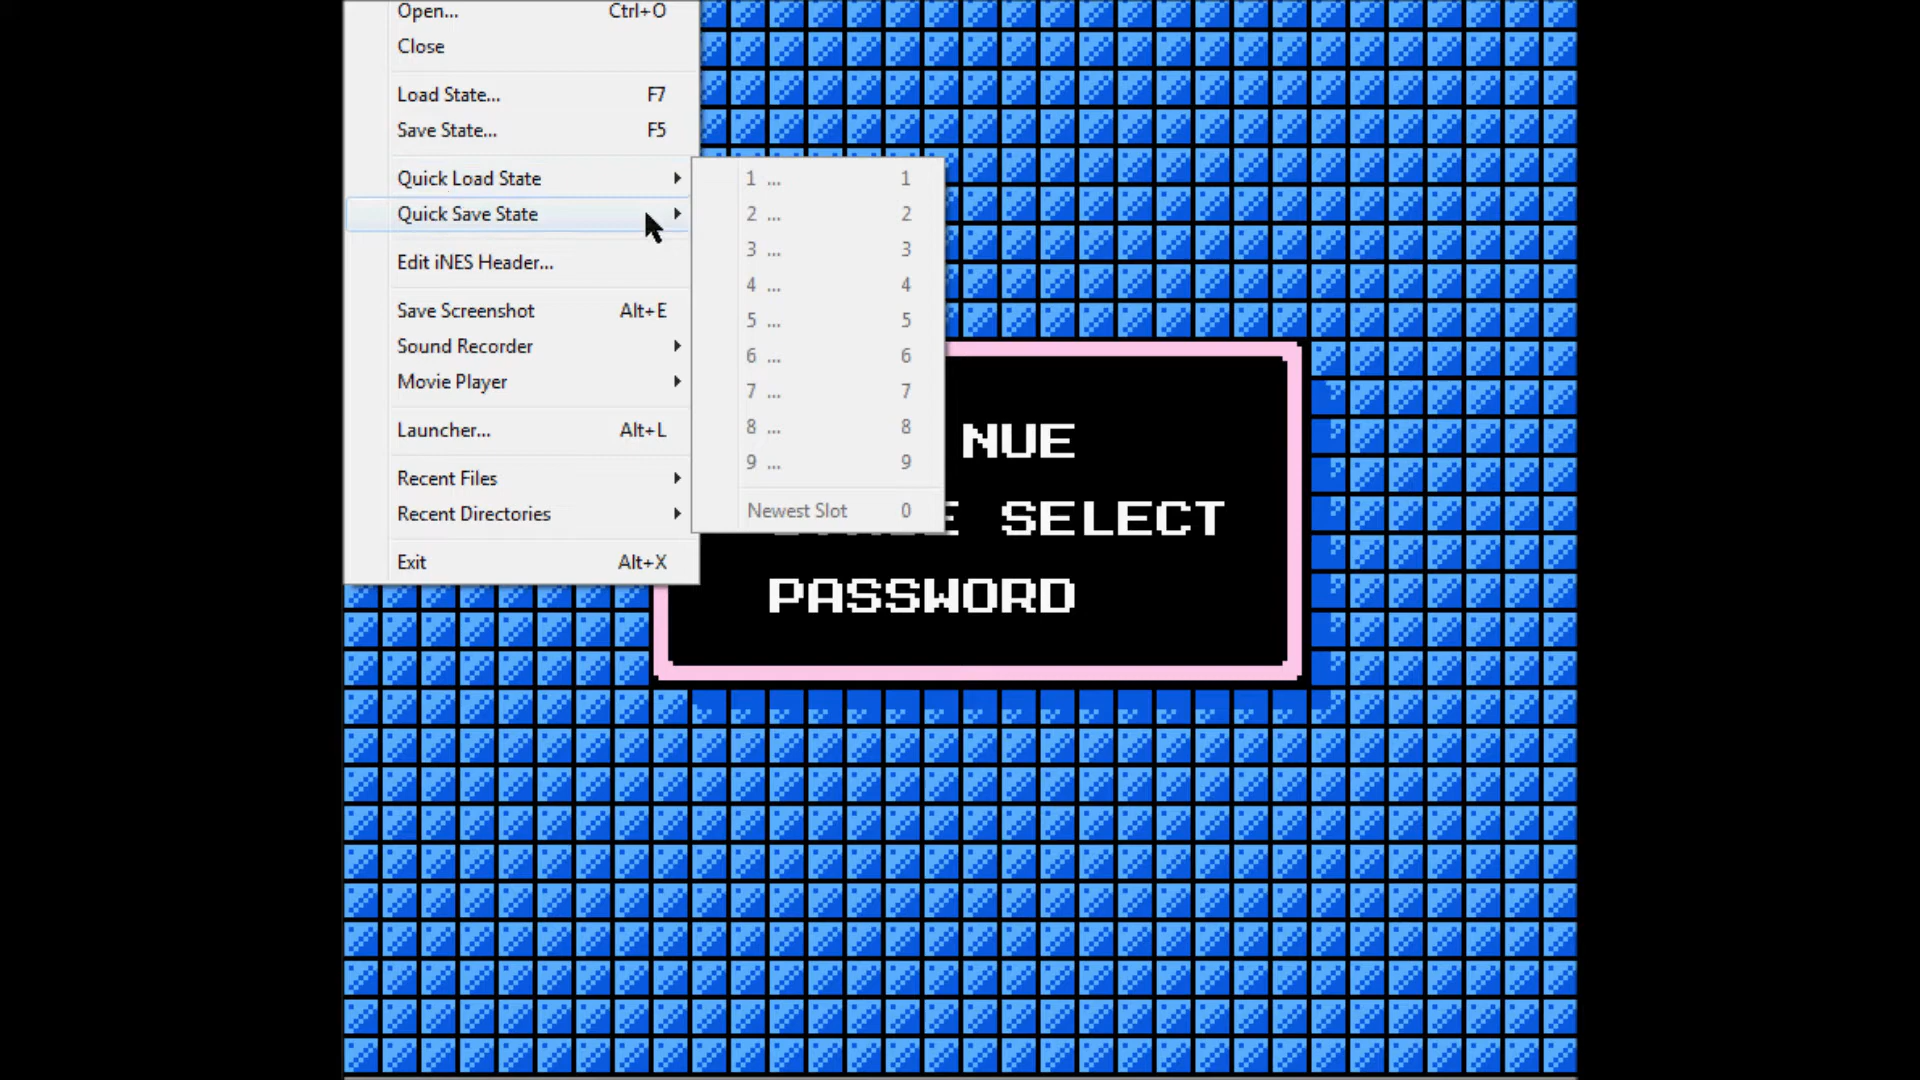 Open... Ctrl+O
Close
Load State... F7
Save State... F5
Quick Load State
Quick Save State
Edit iNES Header...
Save Screenshot Alt+E
Sound Recorder
Movie Player
Launcher... Alt+L
Recent Files
Recent Directories
Exit Alt+X
1 ... 1
2 ... 2
3 ... 3
4 ... 4
5 ... 5
6 ... 6
7 ... 7
8 ... 8
9 ... 9
Newest Slot 0
NUE
E SELECT
PASSWORD